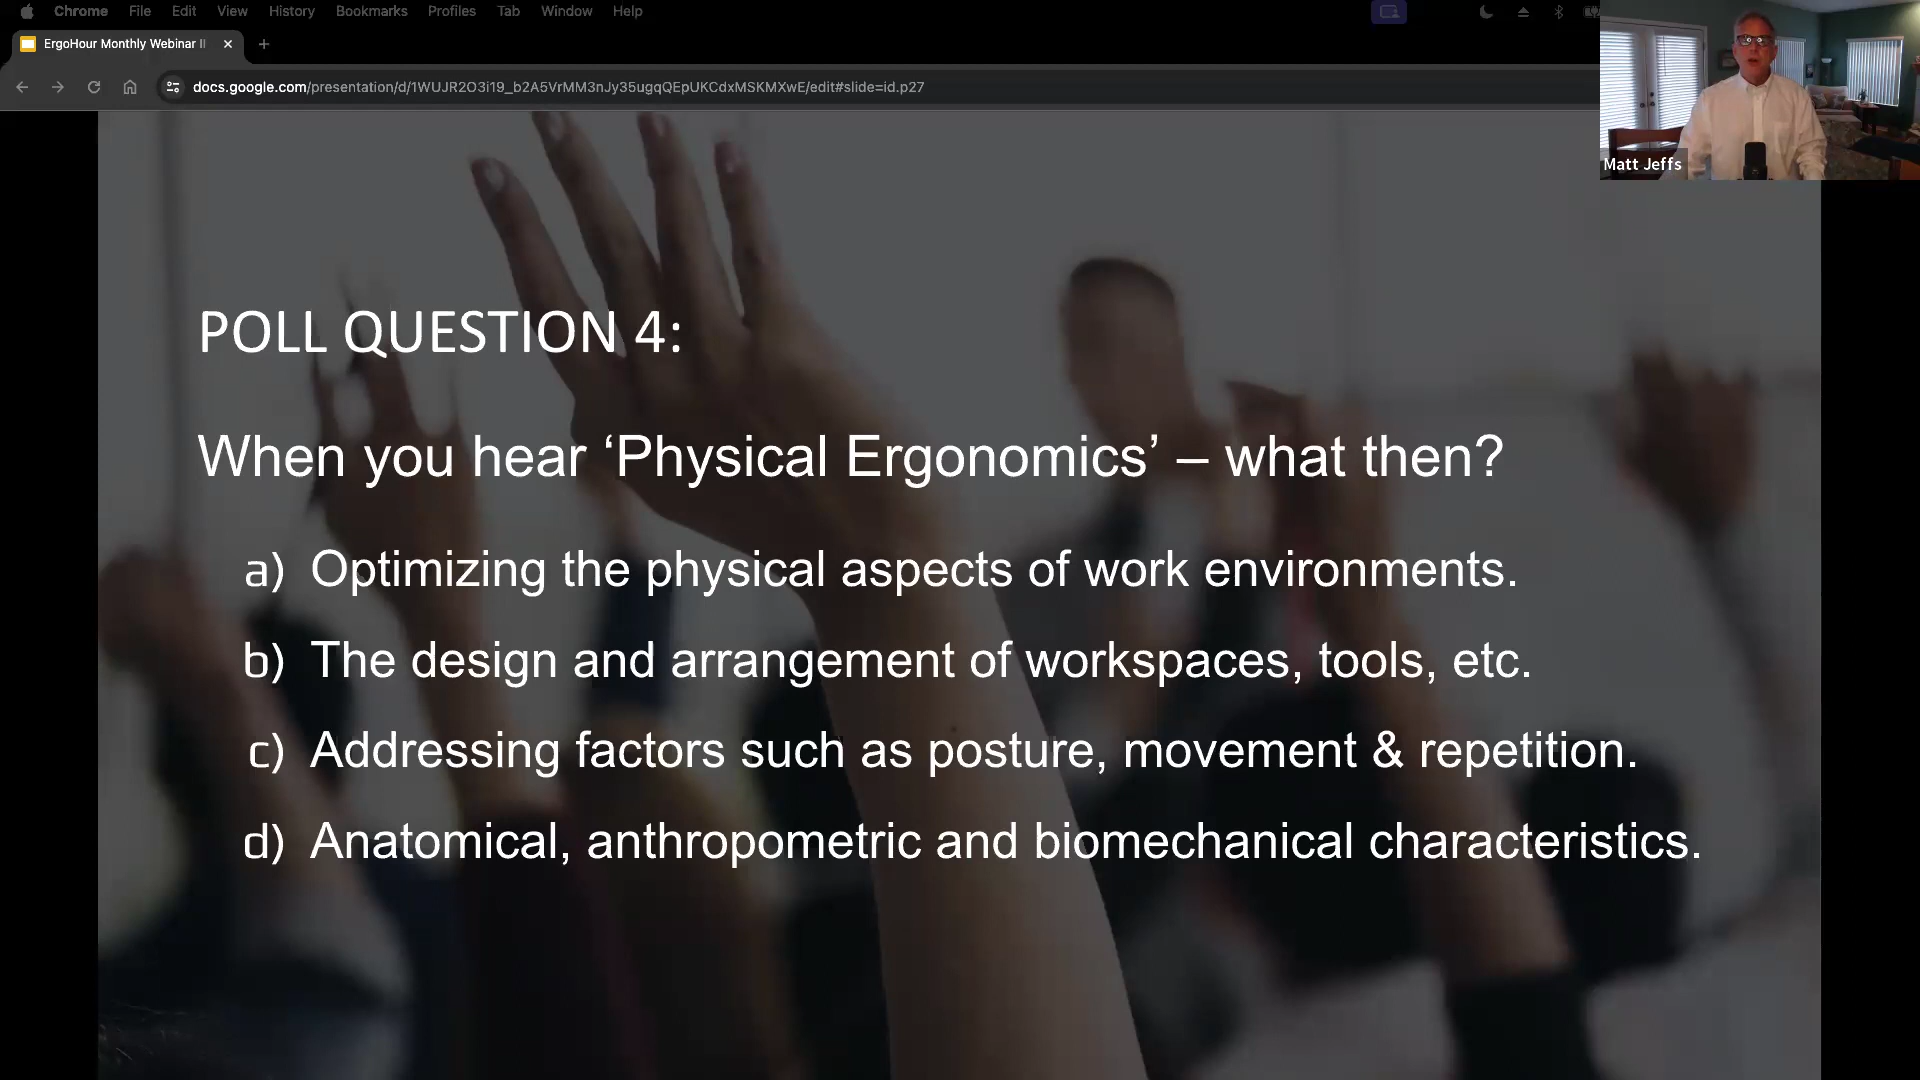 Chrome File Edit View History Bookmarks Profiles Tab Window Help
ErgoHour Monthly Webinar
docs.google.com/presentation/d/1WUJR2O3i19_b2A5VrMM3nJy35ugqQEpUKCdxMSKMXwE/edit#slide=id.p27
Matt Jeffs
POLL QUESTION 4:
When you hear ‘Physical Ergonomics’ – what then?
a) Optimizing the physical aspects of work environments.
b) The design and arrangement of workspaces, tools, etc.
c) Addressing factors such as posture, movement & repetition.
d) Anatomical, anthropometric and biomechanical characteristics.